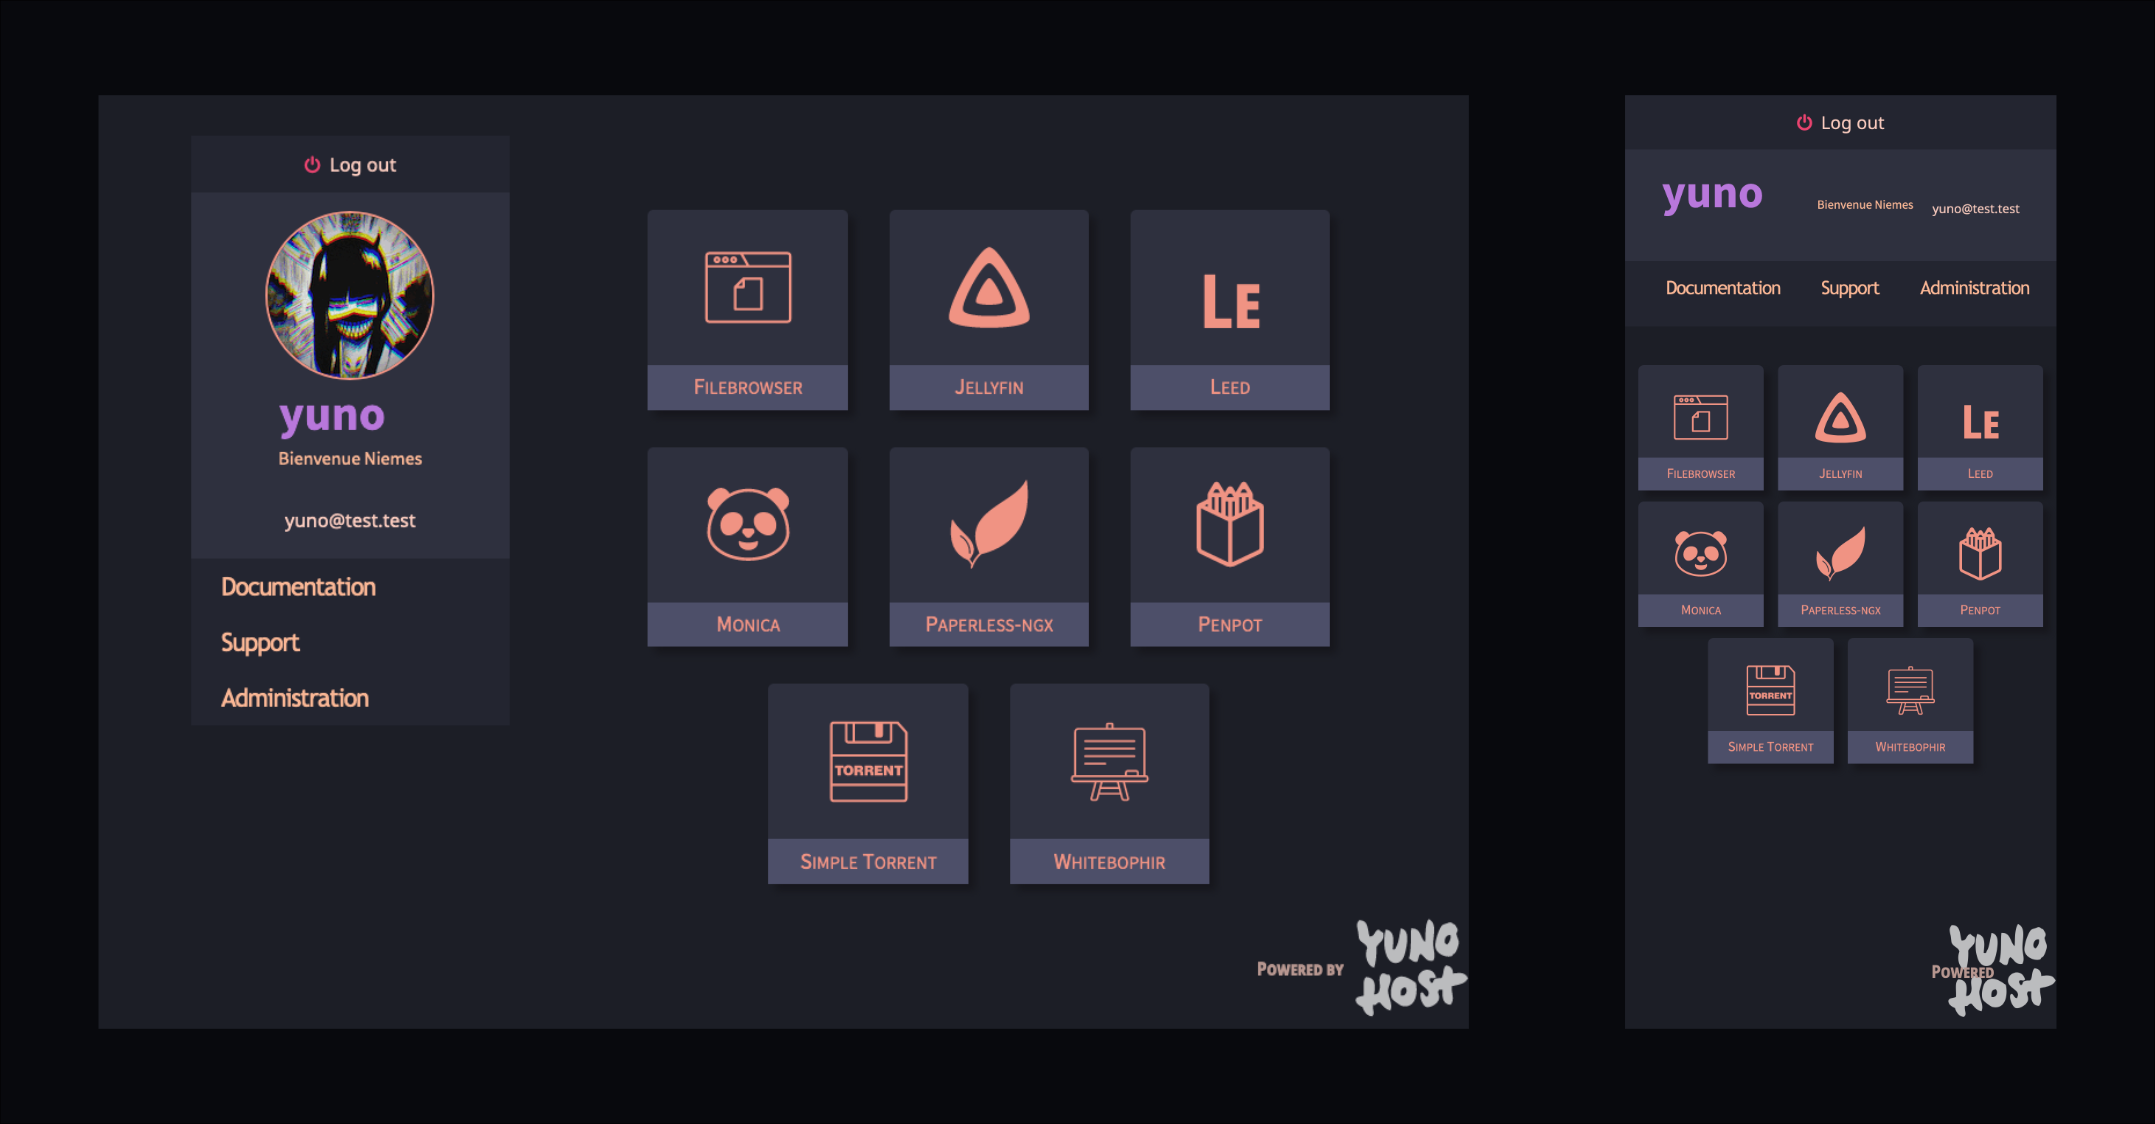 Log out
yuno
Bienvenue Niemes
yuno@test.test
Documentation
Support
Administration
Filebrowser
Jellyfin
Le
Leed
Monica
Paperless-ngx
Penpot
TORRENT
Simple Torrent
Whitebophir
Powered by
YUNO
HOST
Log out
yuno
Bienvenue Niemes
yuno@test.test
Documentation Support Administration
Filebrowser
Jellyfin
Le
Leed
Monica
Paperless-ngx
Penpot
TORRENT
Simple Torrent
Whitebophir
Powered
YUNO
HOST